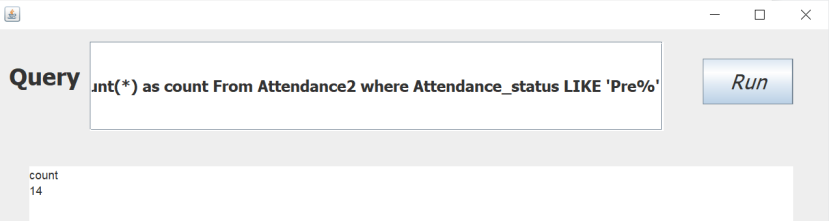 Query
unt(*) as count From Attendance2 where Attendance_status LIKE 'Pre%'
Run
count
14